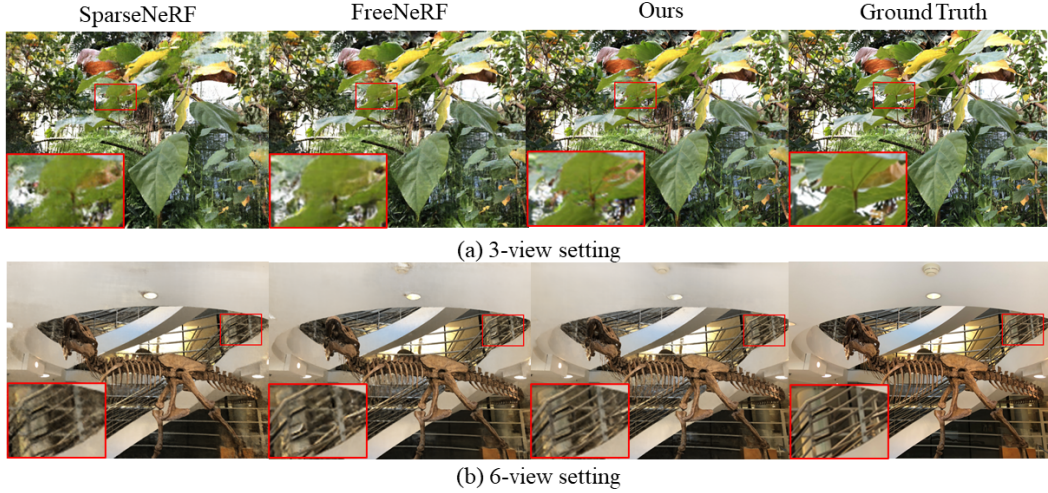 SparseNeRF FreeNeRF Ours Ground Truth
(a) 3-view setting
(b) 6-view setting